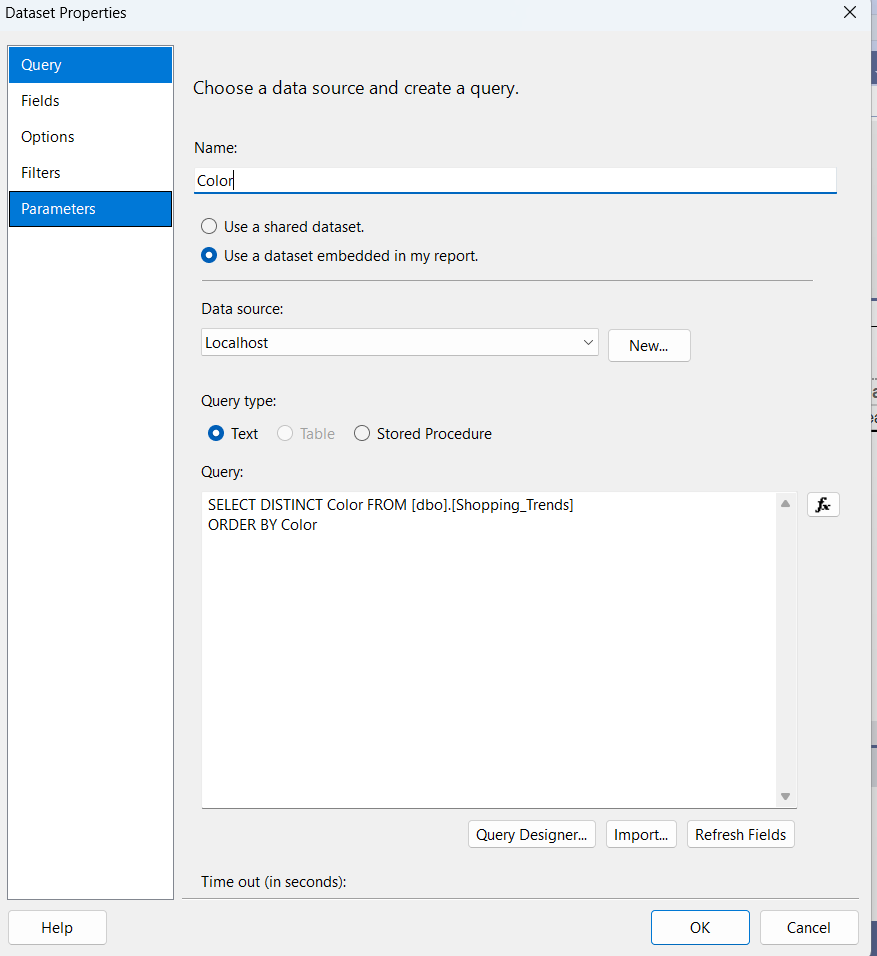 Dataset Properties
Query
Fields
Options
Filters
Parameters
Choose a data source and create a query.
Name:
Color
Use a shared dataset.
Use a dataset embedded in my report.
Data source:
Localhost
New...
Query type:
Text
Table
Stored Procedure
Query:
SELECT DISTINCT Color FROM [dbo].[Shopping_Trends]
ORDER BY Color
fx
Query Designer...
Import...
Refresh Fields
Time out (in seconds):
Help
OK
Cancel